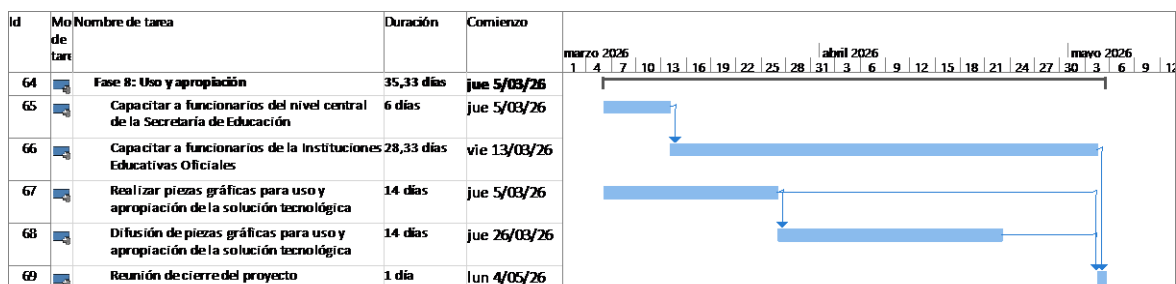 Id Mo de tare Nombre de tarea Duración Comienzo
marzo 2026 abril 2026 mayo 2026
1 4 7 10 13 16 19 22 25 28 31 3 6 9 12 15 18 21 24 27 30 3 6 9 12
64 Fase 8: Uso y apropiación 35,33 días jue 5/03/26
65 Capacitar a funcionarios del nivel central 6 días jue 5/03/26
de la Secretaría de Educación
66 Capacitar a funcionarios de la Instituciones 28,33 días vie 13/03/26
Educativas Oficiales
67 Realizar piezas gráficas para uso y 14 días jue 5/03/26
apropiación de la solución tecnológica
68 Difusión de piezas gráficas para uso y 14 días jue 26/03/26
apropiación de la solución tecnológica
69 Reunión de cierre del proyecto 1 día lun 4/05/26